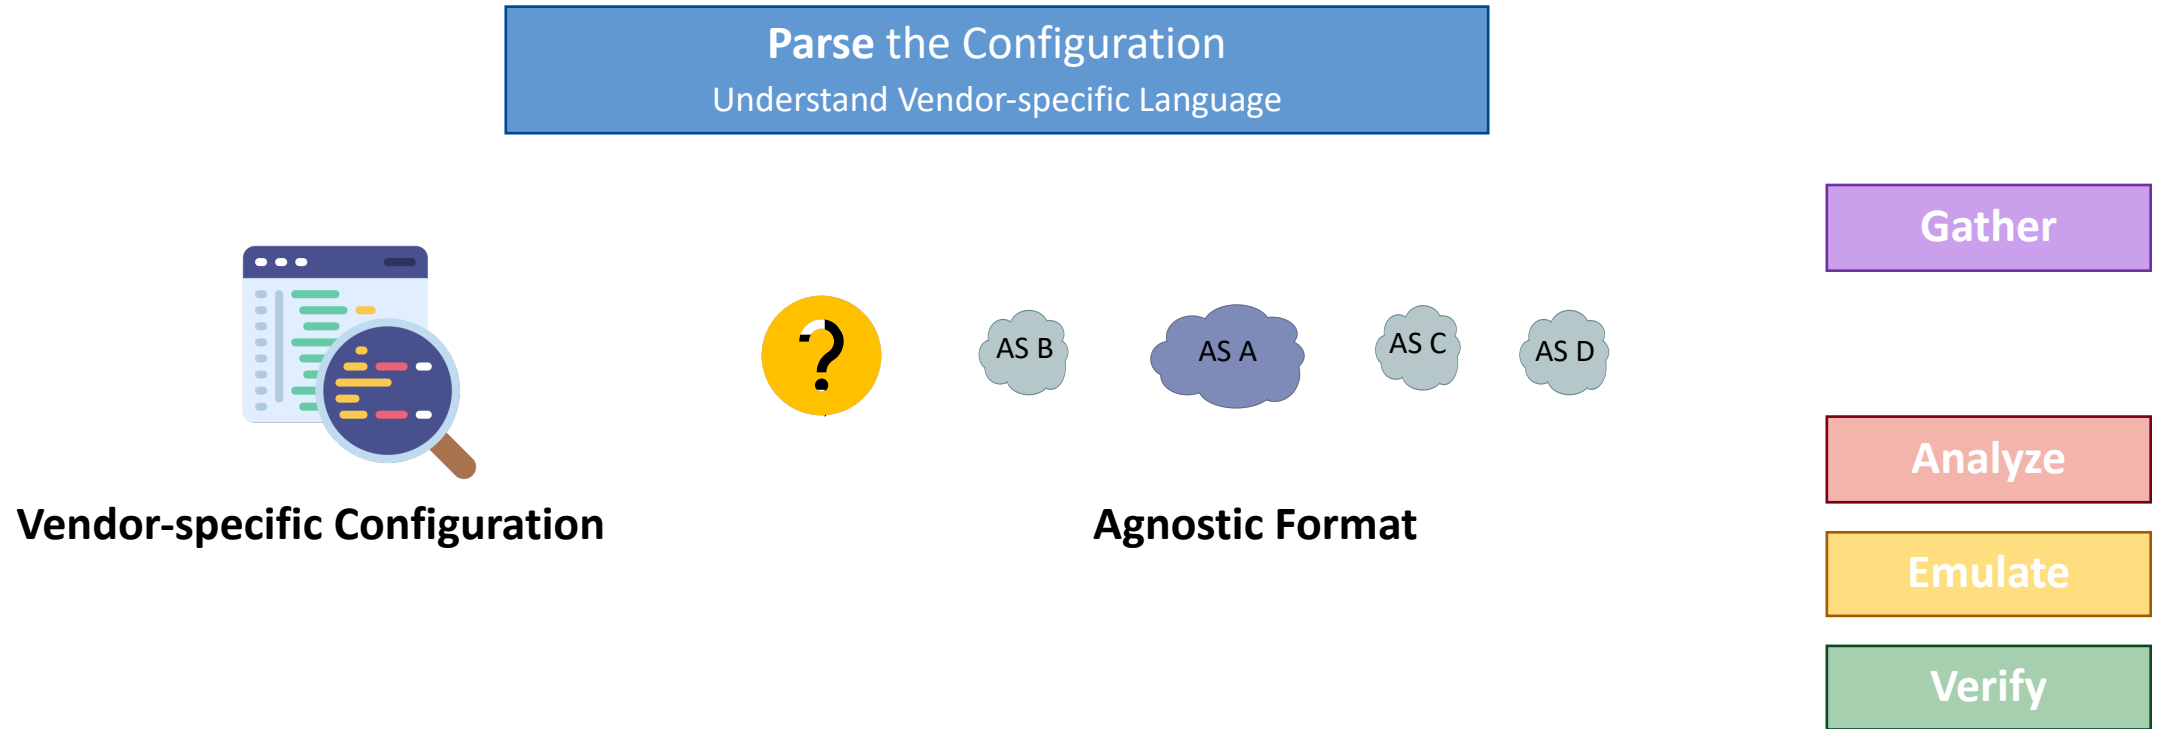 Parse the Configuration
Understand Vendor-specific Language
Gather
?
AS B
AS A
AS C
AS D
Analyze
Vendor-specific Configuration
Agnostic Format
Emulate
Verify